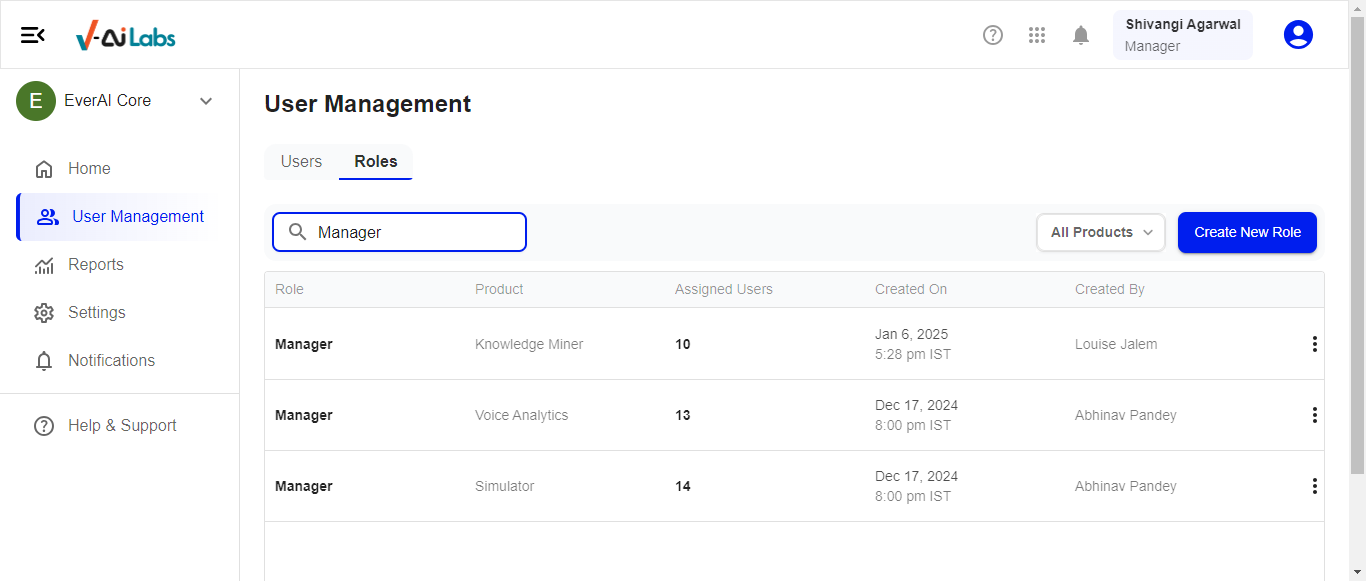 V-Ai Labs
Shivangi Agarwal
Manager
E EverAI Core
Home
User Management
Reports
Settings
Notifications
Help & Support
User Management
Users Roles
Manager
All Products
Create New Role
Role Product Assigned Users Created On Created By
Manager Knowledge Miner 10 Jan 6, 2025 5:28 pm IST Louise Jalem
Manager Voice Analytics 13 Dec 17, 2024 8:00 pm IST Abhinav Pandey
Manager Simulator 14 Dec 17, 2024 8:00 pm IST Abhinav Pandey